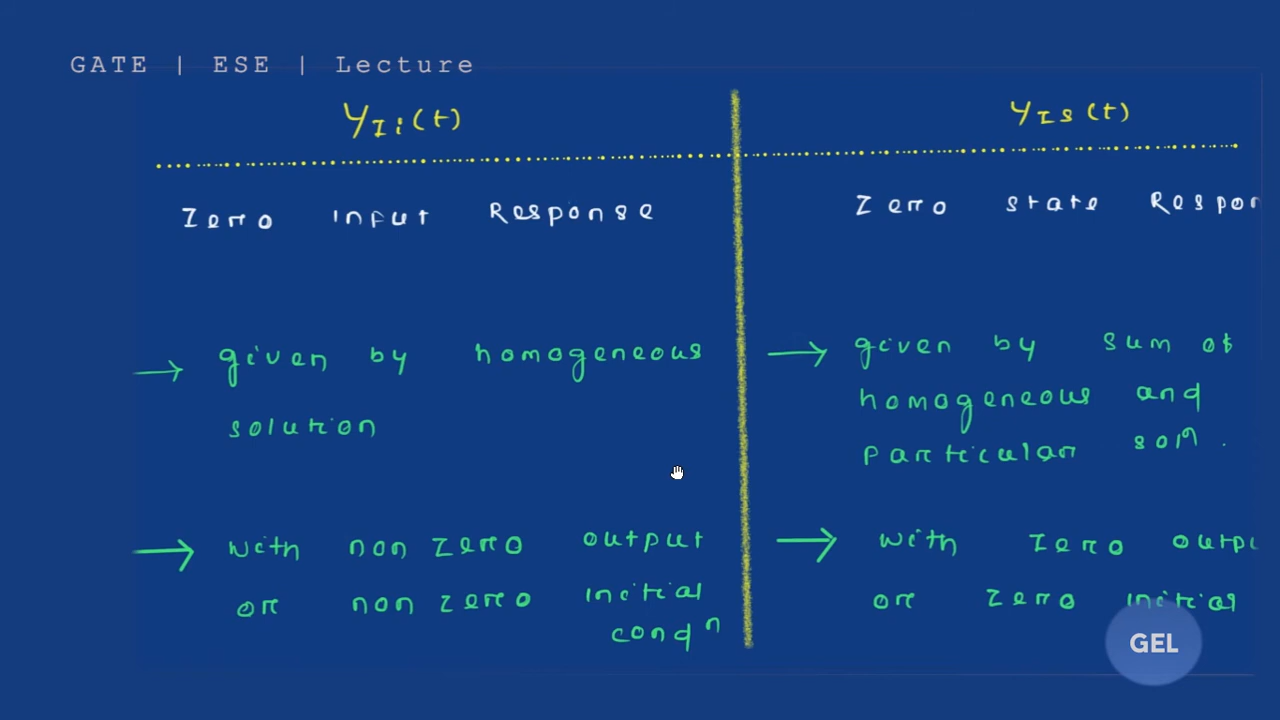 GATE | ESE | Lecture
Yzi(t)
Zero Input Response
→ given by homogeneous
solution
→ with non zero output
or non zero initial
condⁿ
Yzs(t)
Zero state Respon
→ given by sum of
homogeneous and
particular solⁿ.
→ with zero outpu
or zero initial
GEL